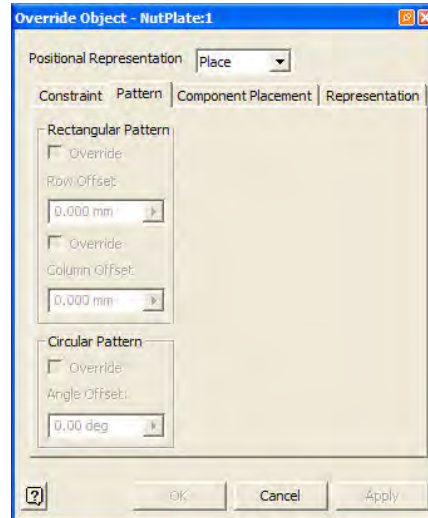 Override Object - NutPlate:1
Positional Representation Place
Constraint Pattern Component Placement Representation
Rectangular Pattern
Override
Row Offset
0.000 mm
Override
Column Offset
0.000 mm
Circular Pattern
Override
Angle Offset:
0.00 deg
? OK Cancel Apply